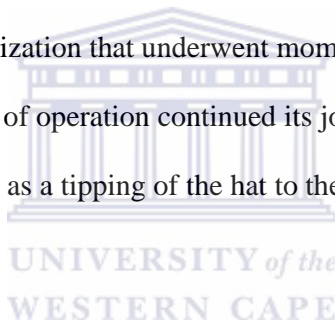 ization that underwent mom
of operation continued its jo
as a tipping of the hat to the
UNIVERSITY of the
WESTERN CAPE